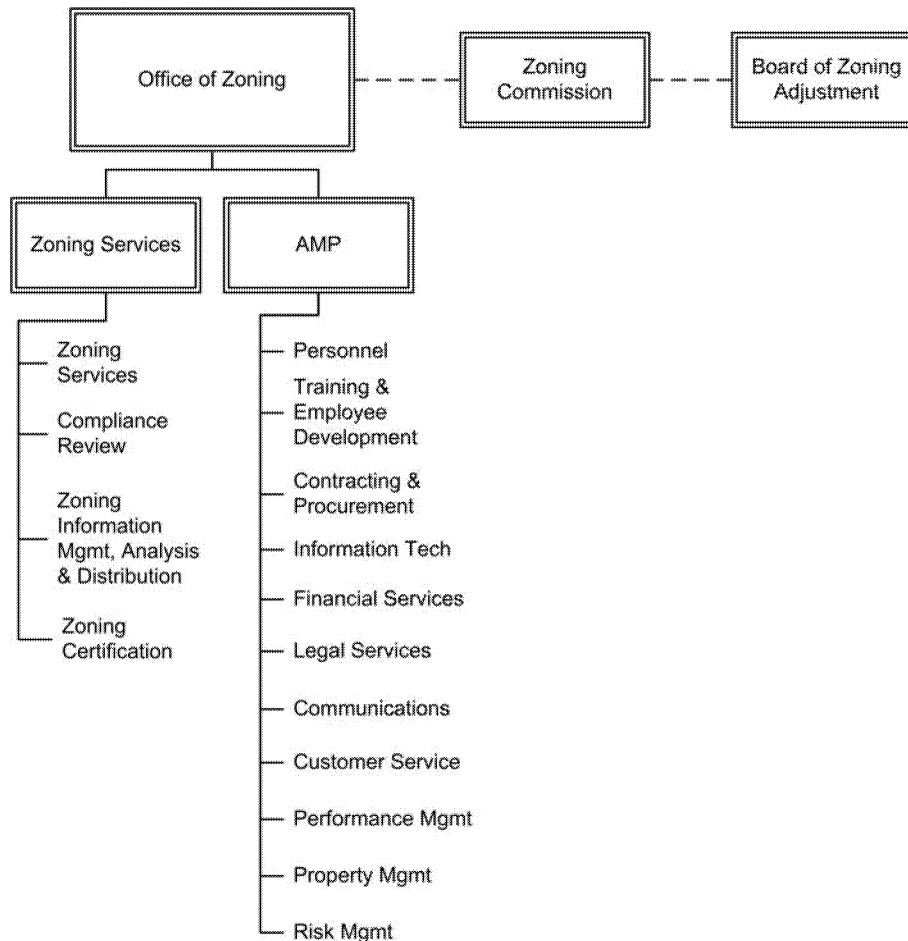 Office of Zoning
Zoning
Commission
Board of Zoning
Adjustment
Zoning Services
AMP
Zoning
Services
Compliance
Review
Zoning
Information
Mgmt, Analysis
& Distribution
Zoning
Certification
Personnel
Training &
Employee
Development
Contracting &
Procurement
Information Tech
Financial Services
Legal Services
Communications
Customer Service
Performance Mgmt
Property Mgmt
Risk Mgmt